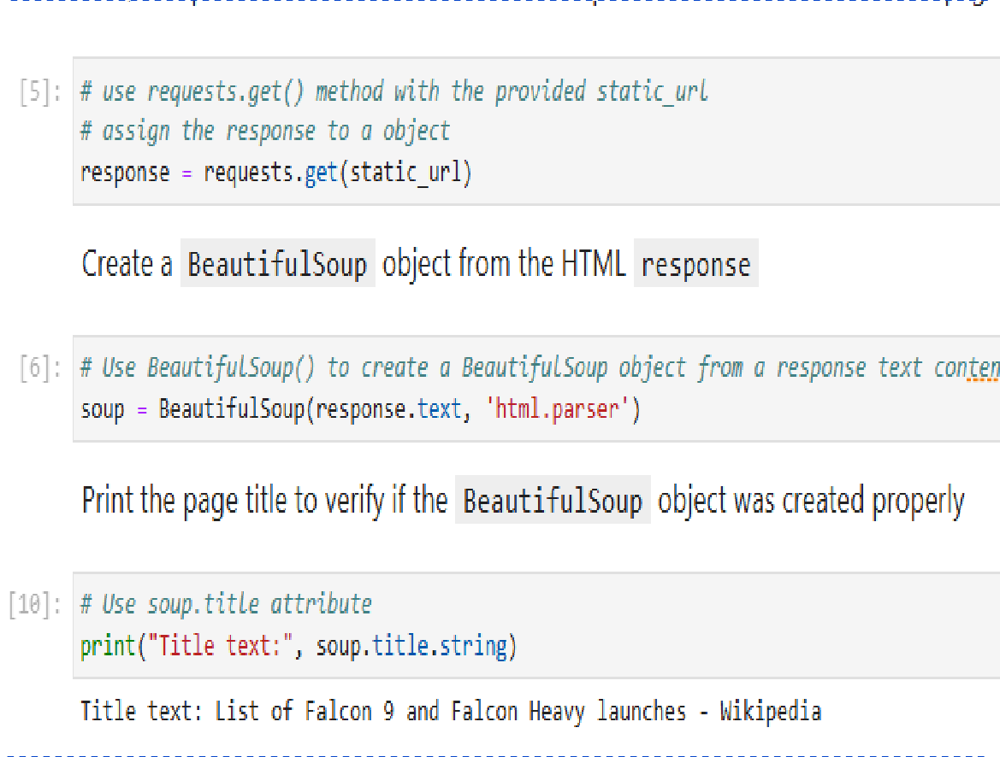 [5]: # use requests.get() method with the provided static_url
# assign the response to a object
response = requests.get(static_url)
Create a BeautifulSoup object from the HTML response
[6]: # Use BeautifulSoup() to create a BeautifulSoup object from a response text conten
soup = BeautifulSoup(response.text, 'html.parser')
Print the page title to verify if the BeautifulSoup object was created properly
[10]: # Use soup.title attribute
print("Title text:", soup.title.string)
Title text: List of Falcon 9 and Falcon Heavy launches - Wikipedia